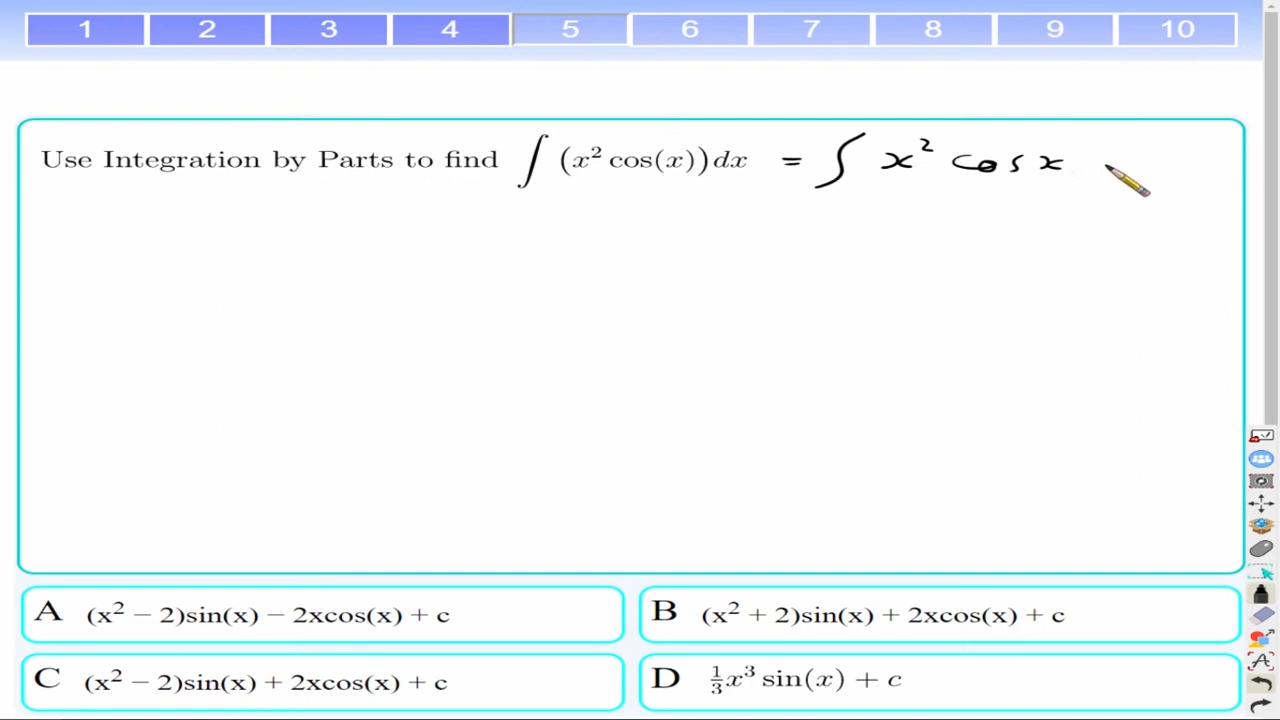 1 2 3 4 5 6 7 8 9 10
Use Integration by Parts to find ∫ (x² cos(x)) dx = ∫ x² cos x
A (x² − 2)sin(x) − 2xcos(x) + c
B (x² + 2)sin(x) + 2xcos(x) + c
C (x² − 2)sin(x) + 2xcos(x) + c
D ⅓x³ sin(x) + c